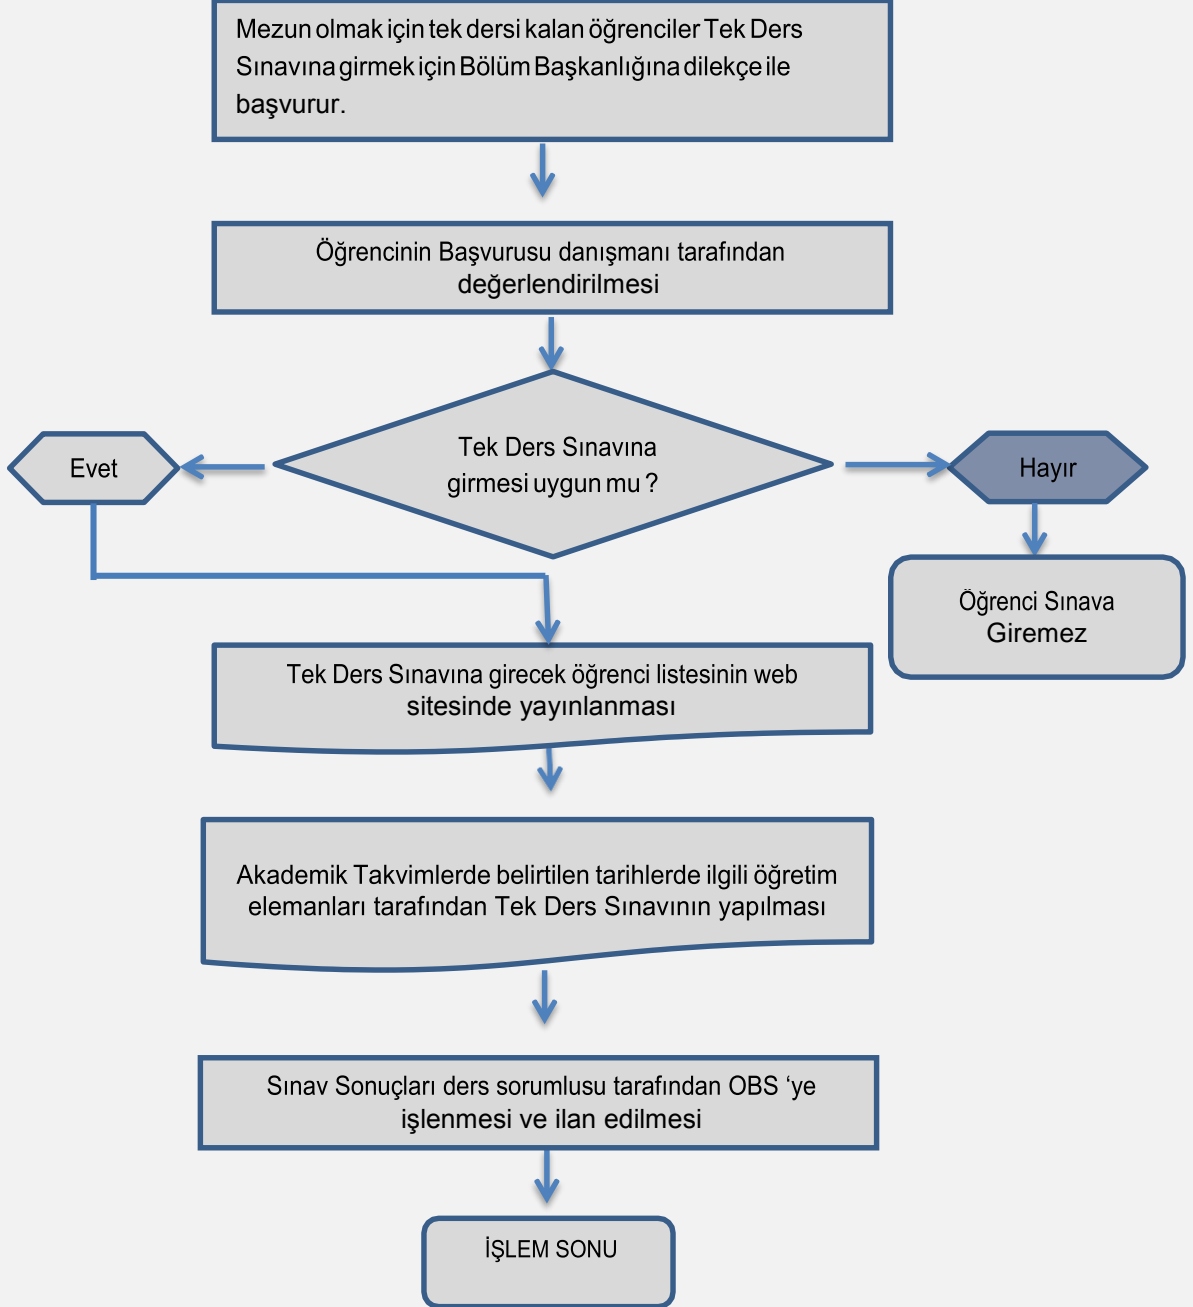 Mezun olmak için tek dersi kalan öğrenciler Tek Ders
Sınavına girmek için Bölüm Başkanlığına dilekçe ile
başvurur.
Öğrencinin Başvurusu danışmanı tarafından
değerlendirilmesi
Tek Ders Sınavına
girmesi uygun mu ?
Evet
Hayır
Öğrenci Sınava
Giremez
Tek Ders Sınavına girecek öğrenci listesinin web
sitesinde yayınlanması
Akademik Takvimlerde belirtilen tarihlerde ilgili öğretim
elemanları tarafından Tek Ders Sınavının yapılması
Sınav Sonuçları ders sorumlusu tarafından OBS ‘ye
işlenmesi ve ilan edilmesi
İŞLEM SONU